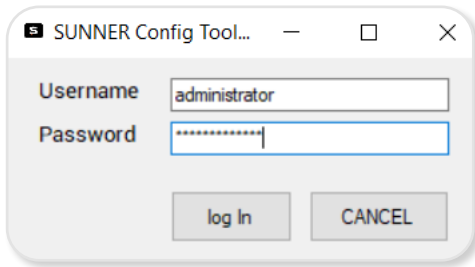 S SUNNER Config Tool...
Username administrator
Password *************
log In CANCEL